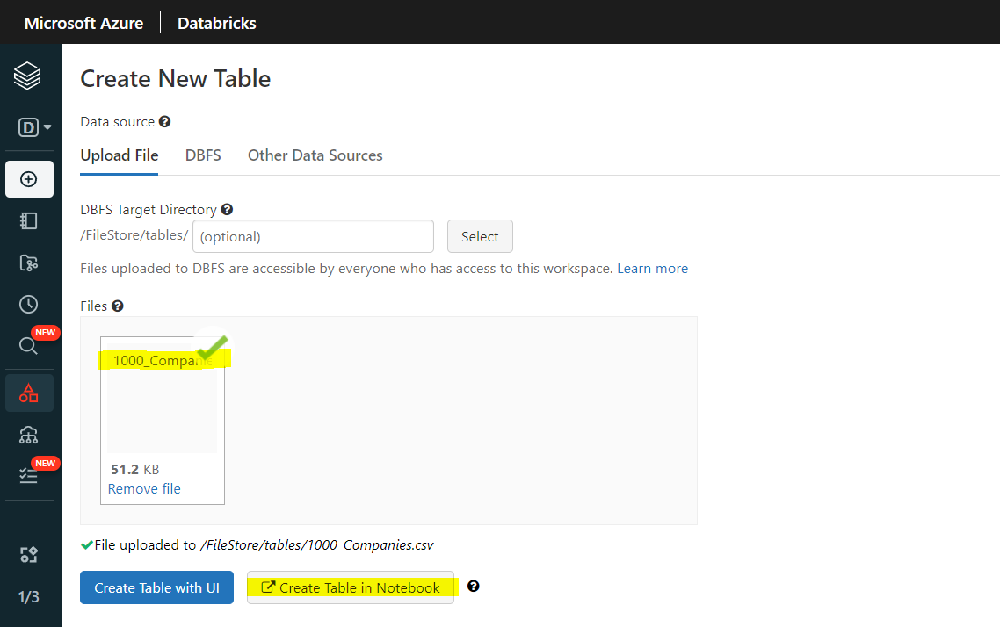 Microsoft Azure Databricks
Create New Table
Data source
Upload File DBFS Other Data Sources
DBFS Target Directory
/FileStore/tables/ (optional) Select
Files uploaded to DBFS are accessible by everyone who has access to this workspace. Learn more
Files
NEW
1000_Companie
NEW
51.2 KB
Remove file
File uploaded to /FileStore/tables/1000_Companies.csv
Create Table with UI Create Table in Notebook
D
1/3